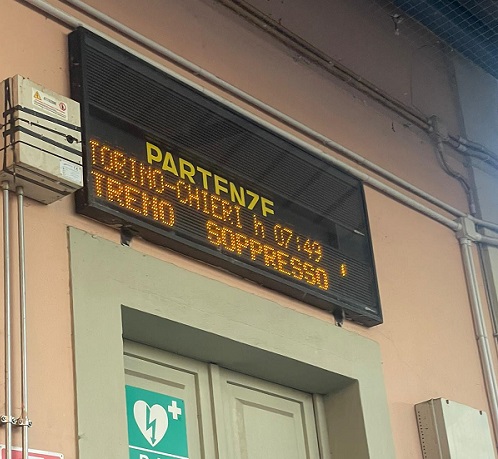 PARTENZE
TORINO-CHIERI h 07:49
TRENO SOPPRESSO